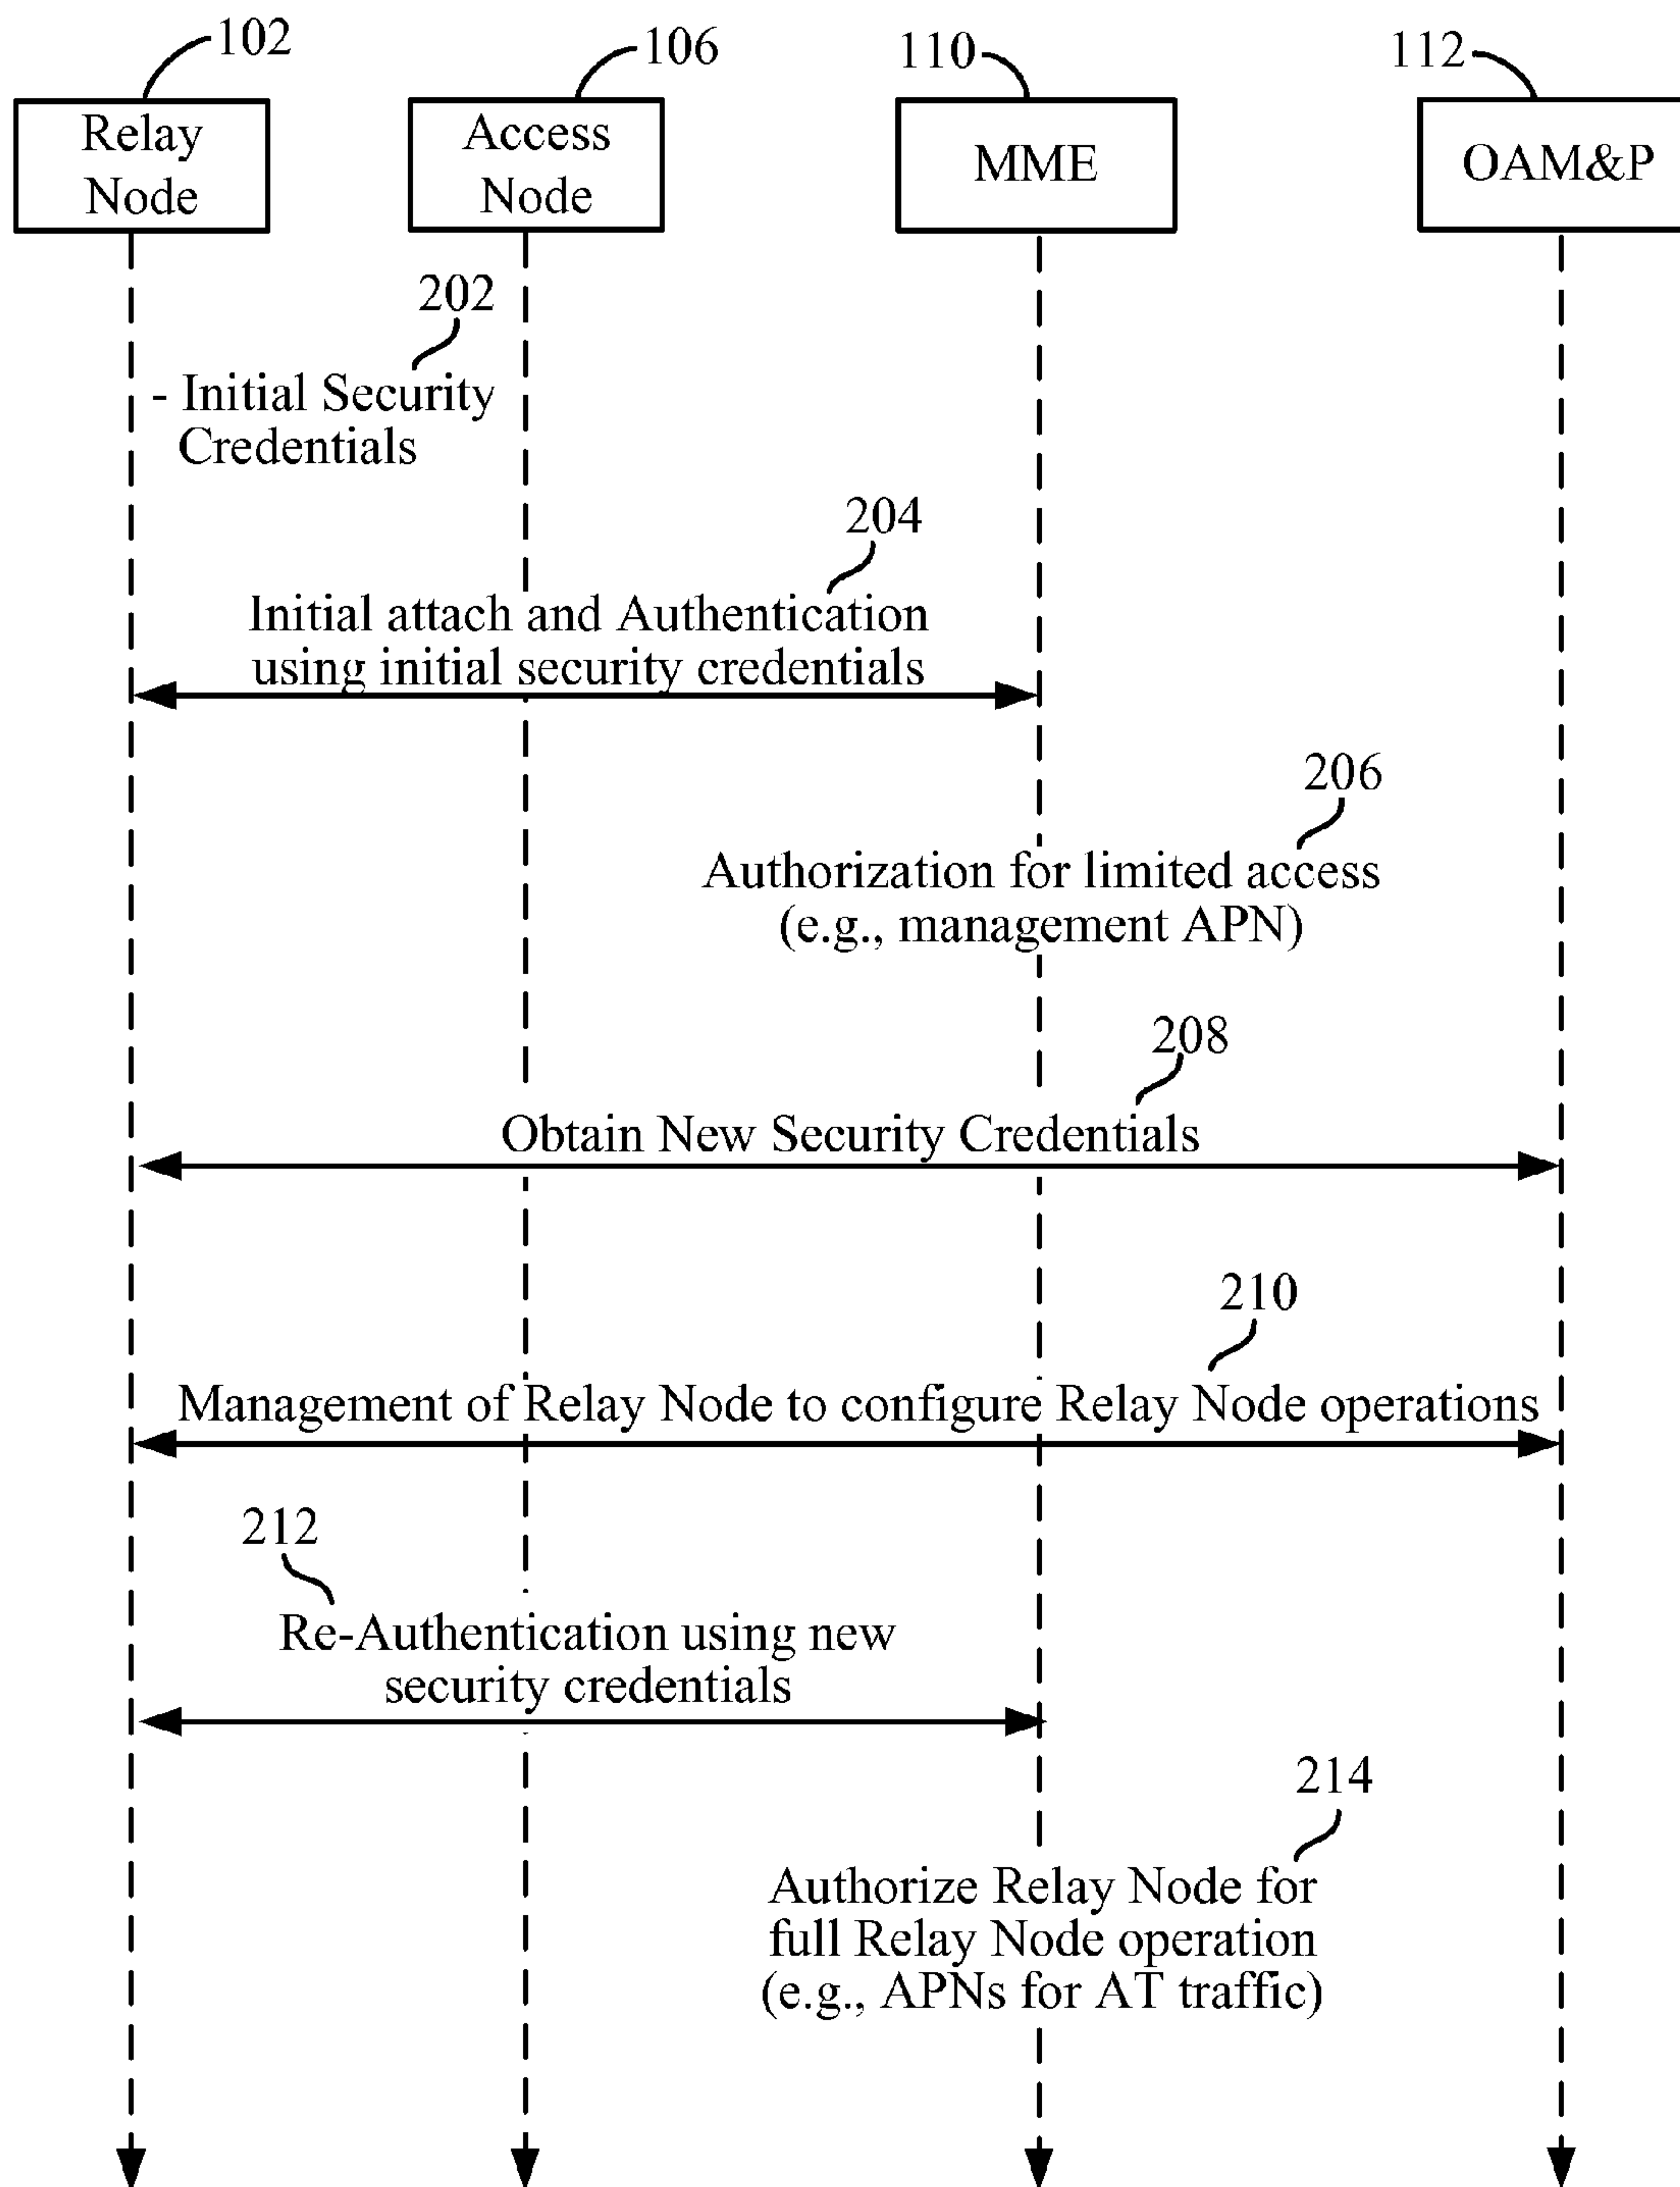 102
106
110
112
Relay
Node
Access
Node
MME
OAM&P
202
- Initial Security
Credentials
204
Initial attach and Authentication
using initial security credentials
206
Authorization for limited access
(e.g., management APN)
208
Obtain New Security Credentials
210
Management of Relay Node to configure Relay Node operations
212
Re-Authentication using new
security credentials
214
Authorize Relay Node for
full Relay Node operation
(e.g., APNs for AT traffic)